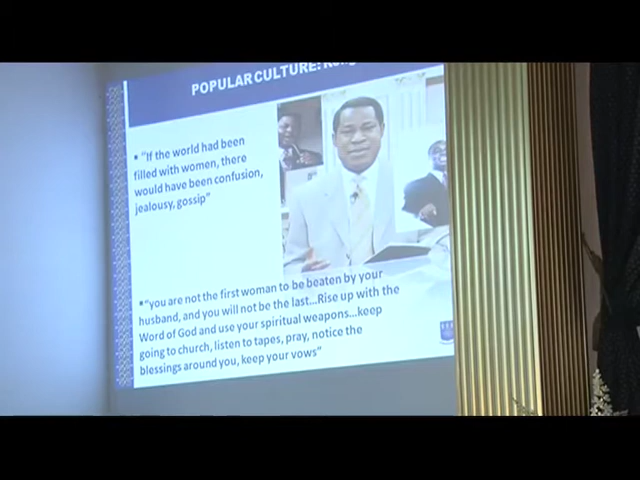 POPULAR CULTURE:
▪ “If the world had been
filled with women, there
would have been confusion,
jealousy, gossip”
▪“you are not the first woman to be beaten by your
husband, and you will not be the last...Rise up with the
Word of God and use your spiritual weapons...keep
going to church, listen to tapes, pray, notice the
blessings around you, keep your vows”